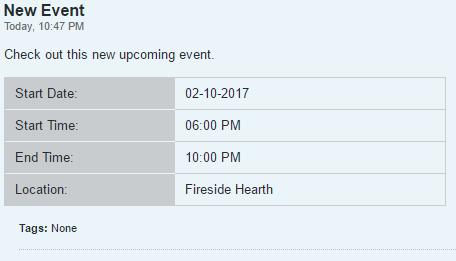 New Event
Today, 10:47 PM
Check out this new upcoming event.
Start Date: 02-10-2017
Start Time: 06:00 PM
End Time: 10:00 PM
Location: Fireside Hearth
Tags: None